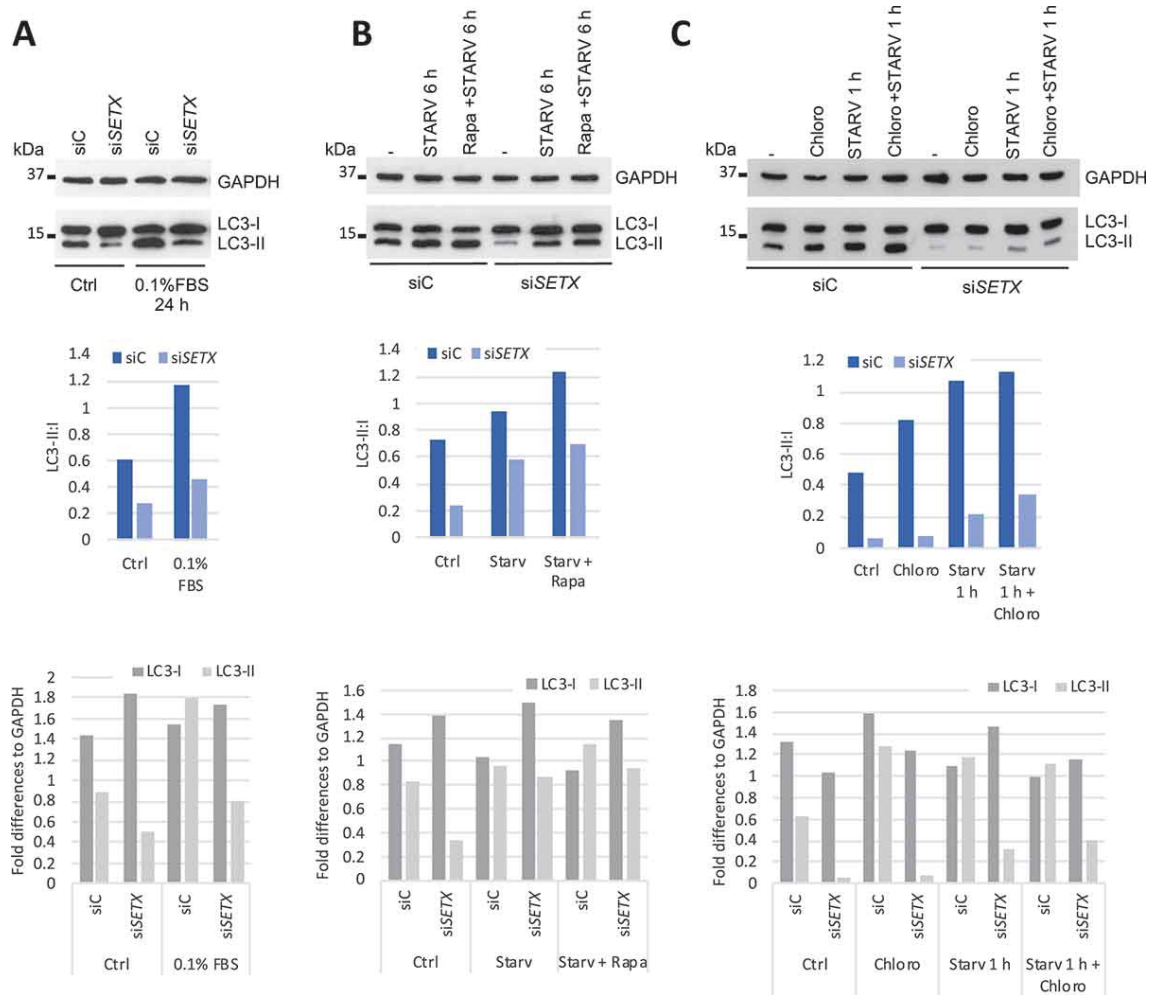 A
siC
siSETX
siC
siSETX
kDa
37
GAPDH
15
LC3-I
LC3-II
Ctrl
0.1%FBS
24 h
B
-
STARV 6 h
Rapa +STARV 6 h
-
STARV 6 h
Rapa +STARV 6 h
kDa
37
GAPDH
15
LC3-I
LC3-II
siC
siSETX
C
-
Chloro
STARV 1 h
Chloro +STARV 1 h
-
Chloro
STARV 1 h
Chloro +STARV 1 h
kDa
37
GAPDH
15
LC3-I
LC3-II
siC
siSETX
siC siSETX
LC3-II:I
1.4
1.2
1
0.8
0.6
0.4
0.2
0
Ctrl
0.1%
FBS
siC siSETX
LC3-II:I
1.4
1.2
1
0.8
0.6
0.4
0.2
0
Ctrl
Starv
Starv +
Rapa
siC siSETX
1.2
1
0.8
0.6
0.4
0.2
0
Ctrl
Chloro
Starv
1 h
Starv
1 h +
Chloro
LC3-I LC3-II
Fold differences to GAPDH
2
1.8
1.6
1.4
1.2
1
0.8
0.6
0.4
0.2
0
siC
siSETX
siC
siSETX
Ctrl
0.1% FBS
LC3-I LC3-II
Fold differences to GAPDH
1.6
1.4
1.2
1
0.8
0.6
0.4
0.2
0
siC
siSETX
siC
siSETX
siC
siSETX
Ctrl
Starv
Starv + Rapa
LC3-I LC3-II
Fold differences to GAPDH
1.8
1.6
1.4
1.2
1
0.8
0.6
0.4
0.2
0
siC
siSETX
siC
siSETX
siC
siSETX
siC
siSETX
Ctrl
Chloro
Starv 1 h
Starv 1 h +
Chloro